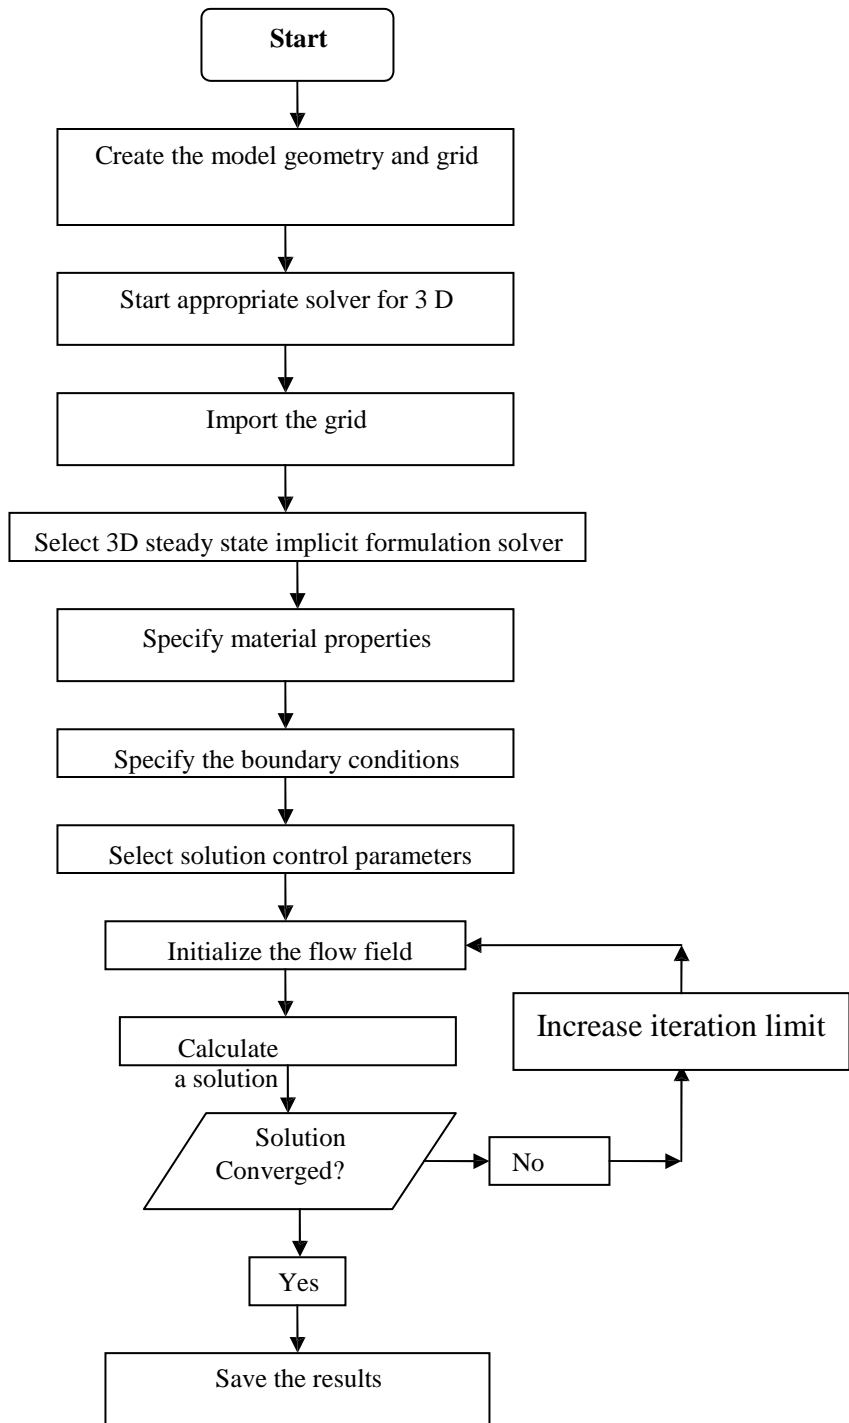 Start
Create the model geometry and grid
Start appropriate solver for 3 D
Import the grid
Select 3D steady state implicit formulation solver
Specify material properties
Specify the boundary conditions
Select solution control parameters
Initialize the flow field
Increase iteration limit
Calculate
a solution
Solution
Converged?
No
Yes
Save the results